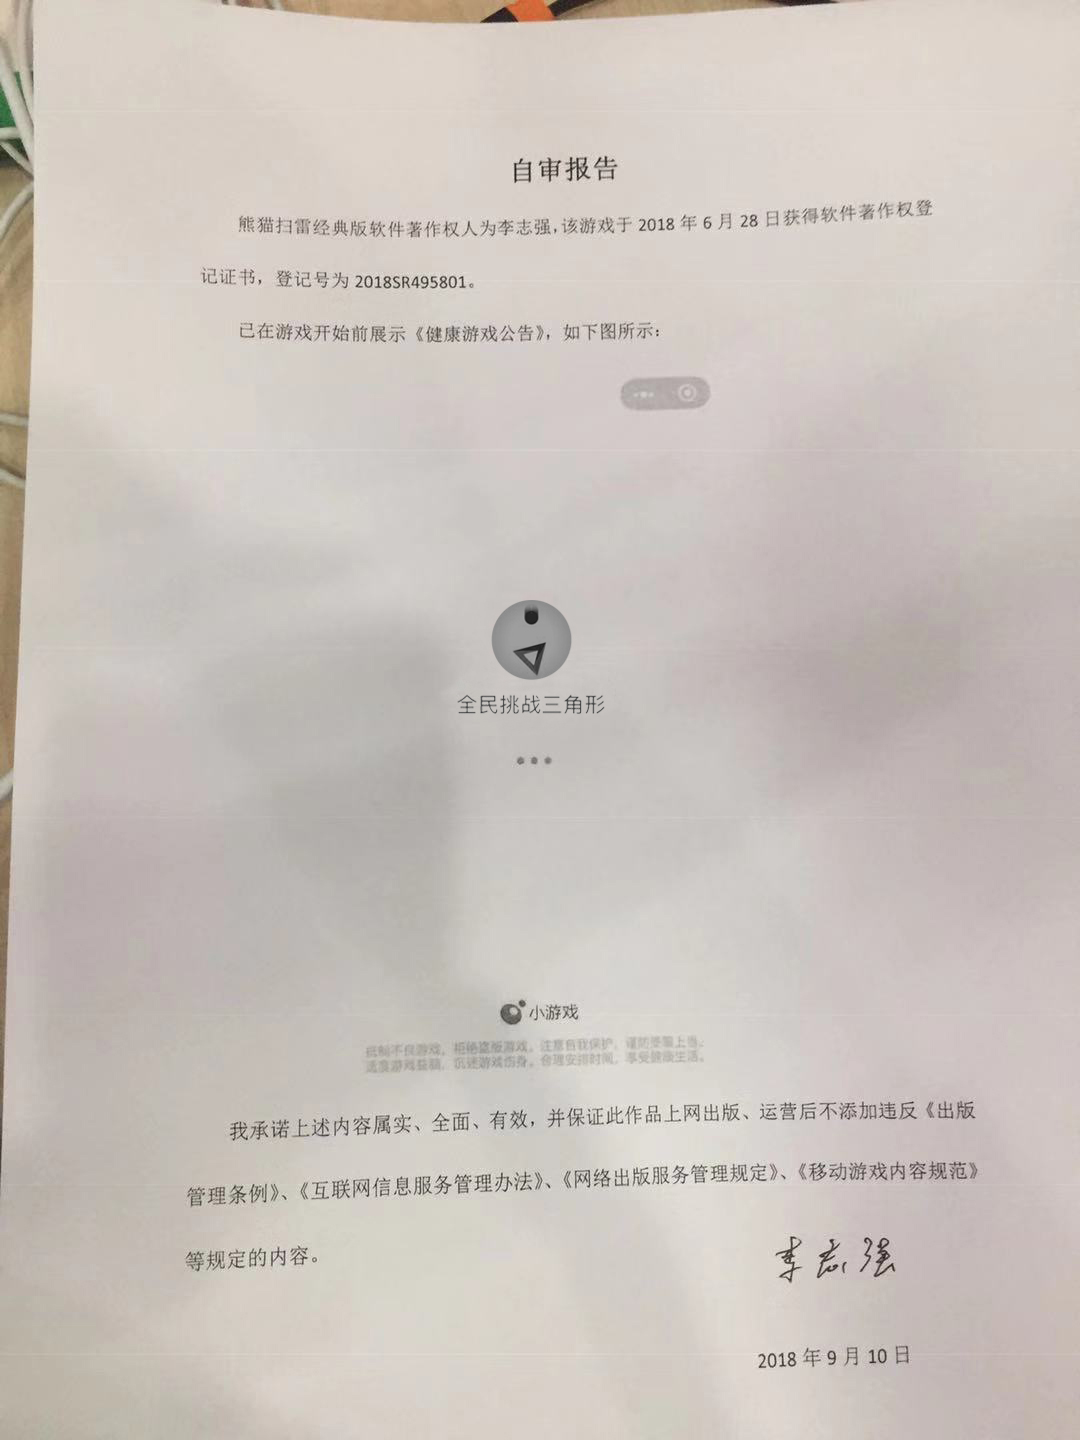 自审报告
熊猫扫雷经典版软件著作权人为李志强，该游戏于 2018 年 6 月 28 日获得软件著作权登
记证书，登记号为 2018SR495801。
已在游戏开始前展示《健康游戏公告》，如下图所示：
全民挑战三角形
小游戏
抵制不良游戏，拒绝盗版游戏。注意自我保护，谨防受骗上当。
适度游戏益脑，沉迷游戏伤身。合理安排时间，享受健康生活。
我承诺上述内容属实、全面、有效，并保证此作品上网出版、运营后不添加违反《出版
管理条例》、《互联网信息服务管理办法》、《网络出版服务管理规定》、《移动游戏内容规范》
等规定的内容。
李志强
2018 年 9 月 10 日